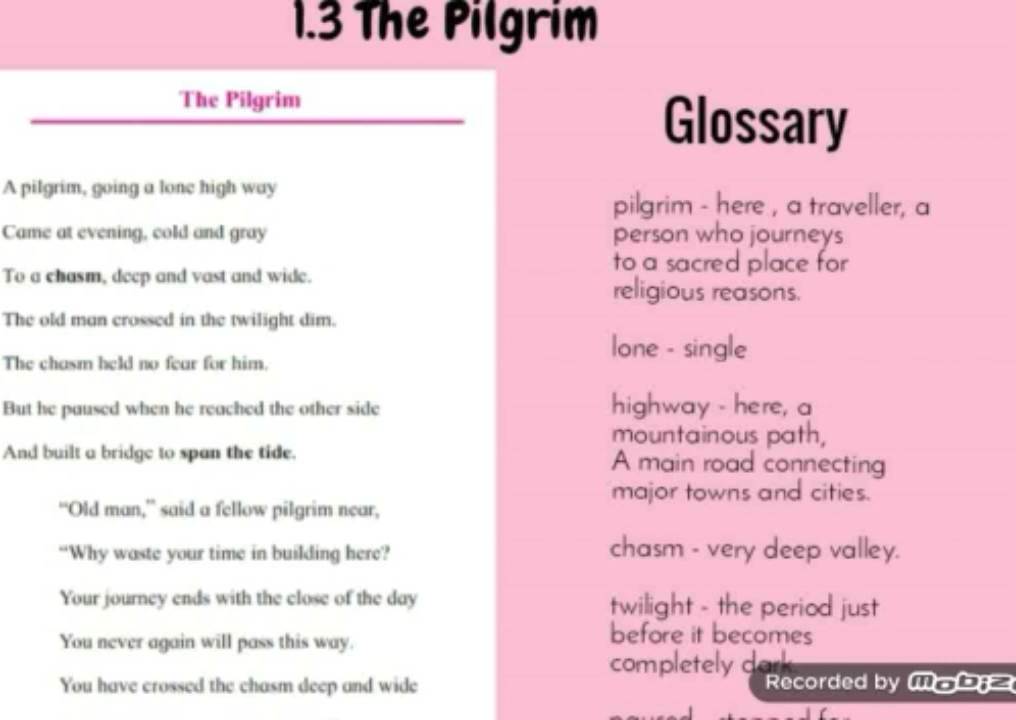 1.3 The Pilgrim
The Pilgrim
A pilgrim, going a lone high way
Came at evening, cold and gray
To a chasm, deep and vast and wide.
The old man crossed in the twilight dim.
The chasm held no fear for him.
But he paused when he reached the other side
And built a bridge to span the tide.
“Old man,” said a fellow pilgrim near,
“Why waste your time in building here?
Your journey ends with the close of the day
You never again will pass this way.
You have crossed the chasm deep and wide
Glossary
pilgrim - here , a traveller, a
person who journeys
to a sacred place for
religious reasons.
lone - single
highway - here, a
mountainous path,
A main road connecting
major towns and cities.
chasm - very deep valley.
twilight - the period just
before it becomes
completely dark.
Recorded by